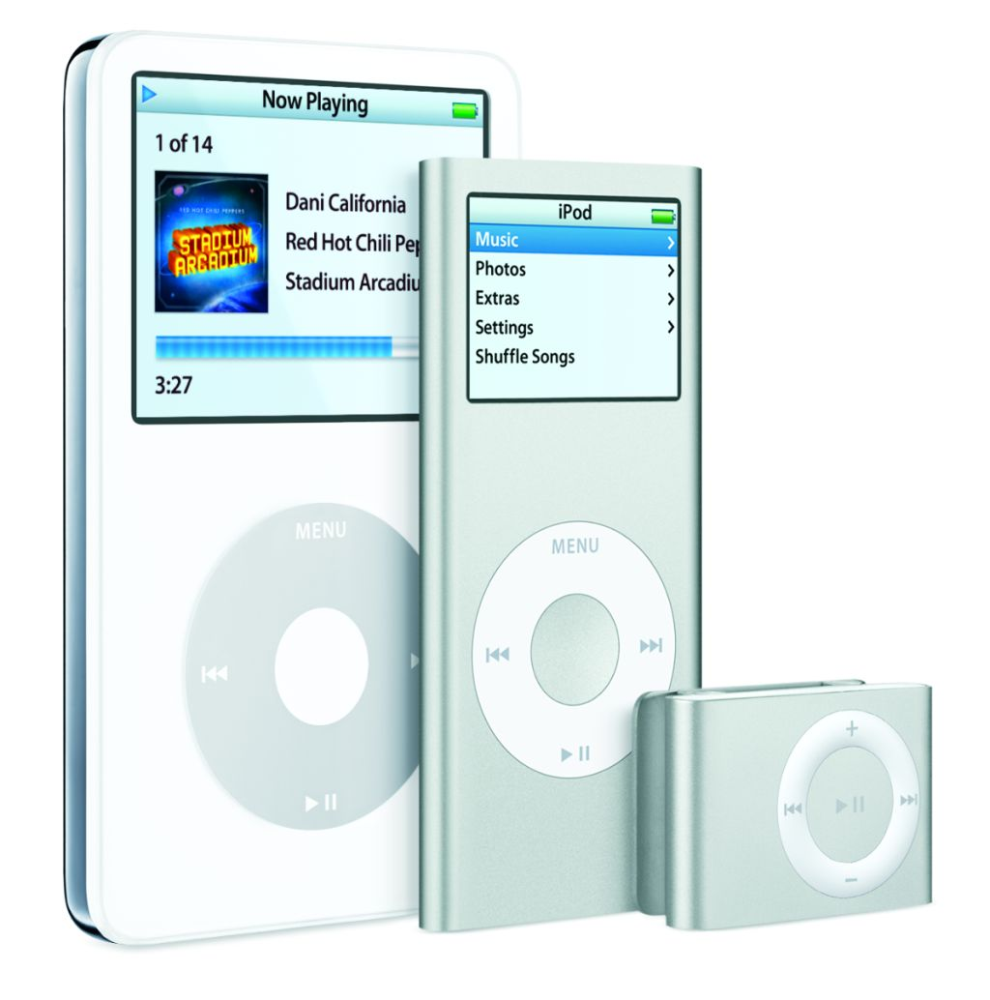 Now Playing
1 of 14
RED HOT CHILI PEPPERS
STADIUM
ARCADIUM
Dani California
Red Hot Chili Pep
Stadium Arcadiu
3:27
MENU
iPod
Music
Photos
Extras
Settings
Shuffle Songs
MENU